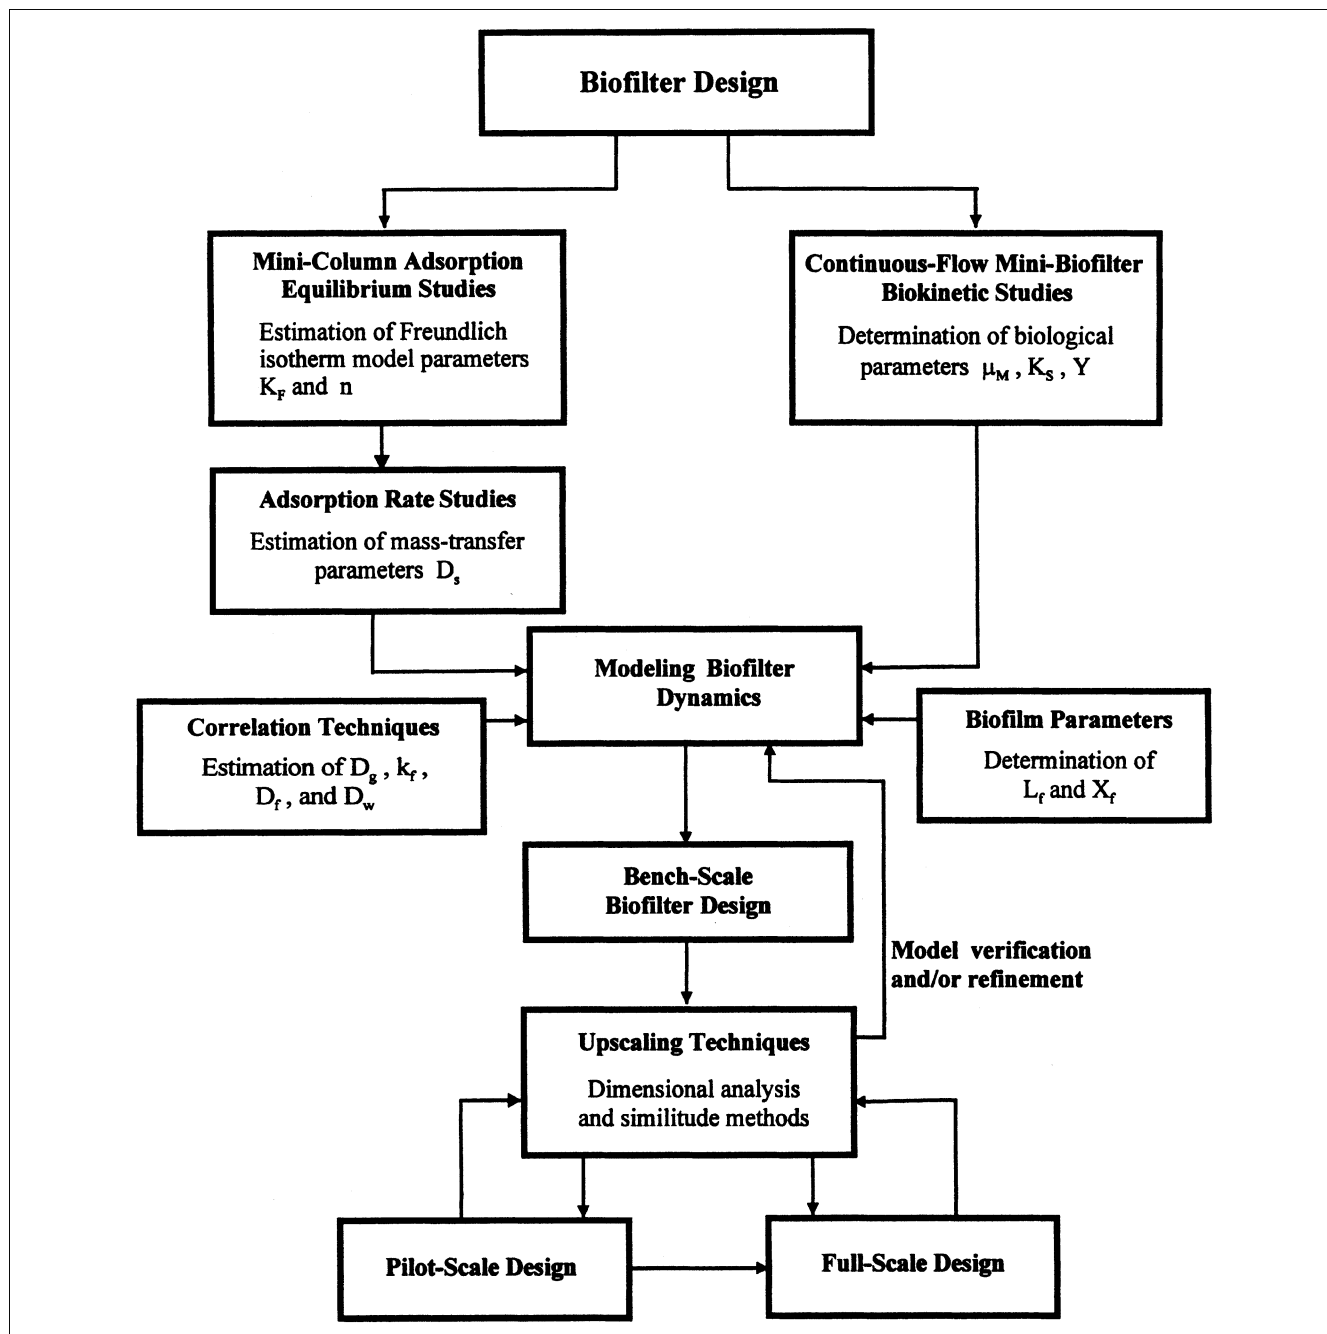 Biofilter Design
Mini-Column Adsorption
Equilibrium Studies
Estimation of Freundlich
isotherm model parameters
K_F and n
Continuous-Flow Mini-Biofilter
Biokinetic Studies
Determination of biological
parameters μ_M , K_S , Y
Adsorption Rate Studies
Estimation of mass-transfer
parameters D_s
Modeling Biofilter
Dynamics
Correlation Techniques
Estimation of D_g , k_f ,
D_f , and D_w
Biofilm Parameters
Determination of
L_f and X_f
Bench-Scale
Biofilter Design
Model verification
and/or refinement
Upscaling Techniques
Dimensional analysis
and similitude methods
Pilot-Scale Design
Full-Scale Design